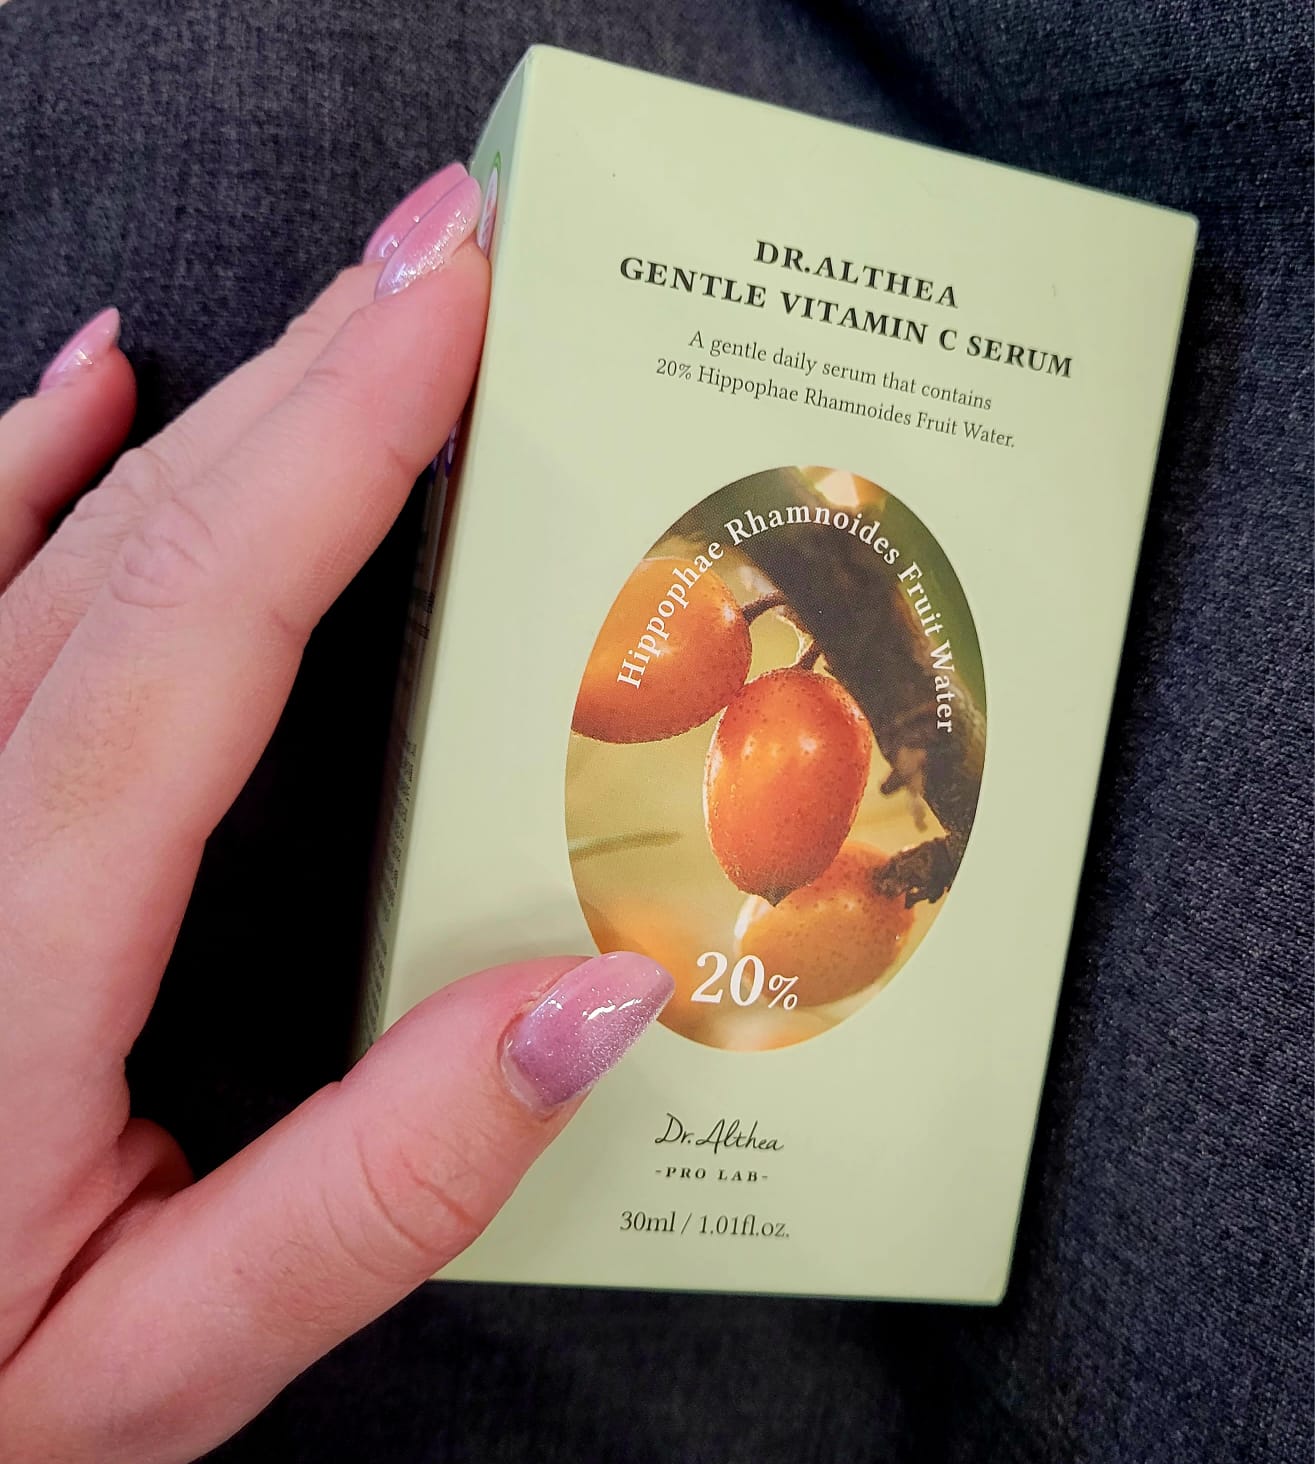 DR.ALTHEA
GENTLE VITAMIN C SERUM
A gentle daily serum that contains
20% Hippophae Rhamnoides Fruit Water.
Hippophae Rhamnoides Fruit Water
20%
Dr.Althea
-PRO LAB-
30ml / 1.01fl.oz.